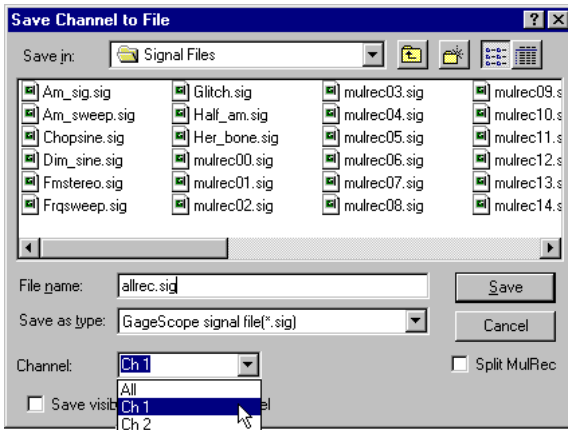 Save Channel to File
Save in: Signal Files
Am_sig.sig Glitch.sig mulrec03.sig mulrec09.s
Am_sweep.sig Half_am.sig mulrec04.sig mulrec10.s
Chopsine.sig Her_bone.sig mulrec05.sig mulrec11.s
Dim_sine.sig mulrec00.sig mulrec06.sig mulrec12.s
Fmstereo.sig mulrec01.sig mulrec07.sig mulrec13.s
Frqsweep.sig mulrec02.sig mulrec08.sig mulrec14.s
File name: allrec.sig Save
Save as type: GageScope signal file(*.sig) Cancel
Channel: Ch 1 Split MulRec
All
Save visib Ch 1 el
Ch 2